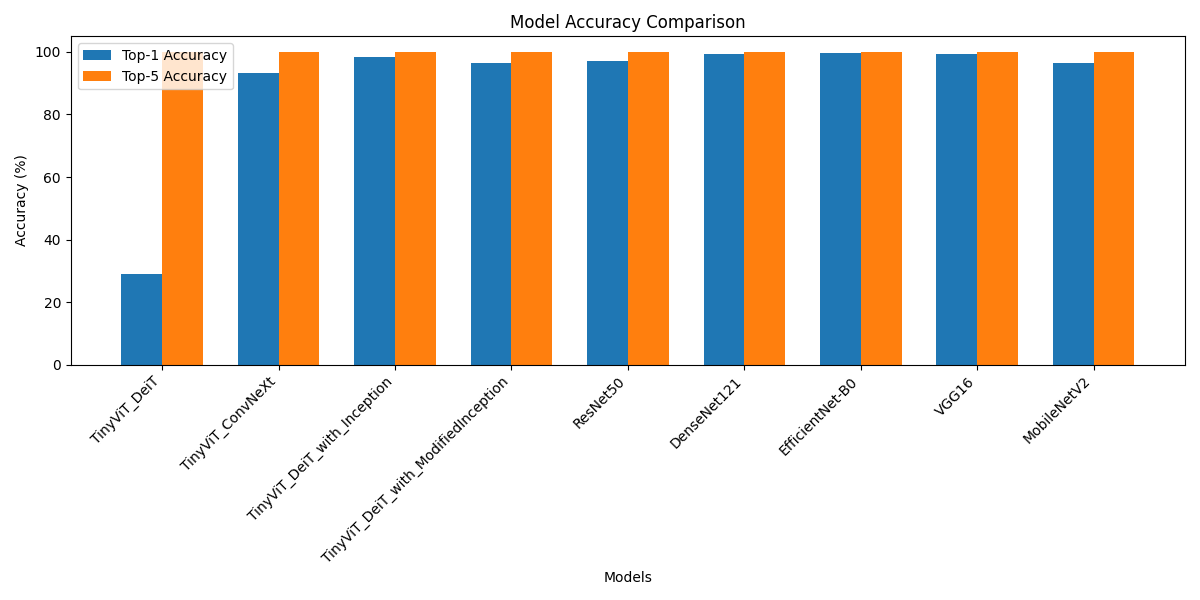 Model Accuracy Comparison
Top-1 Accuracy
Top-5 Accuracy
Accuracy (%)
100
80
60
40
20
0
TinyViT_DeiT
TinyViT_ConvNeXt
TinyViT_DeiT_with_Inception
TinyViT_DeiT_with_ModifiedInception
ResNet50
DenseNet121
EfficientNet-B0
VGG16
MobileNetV2
Models